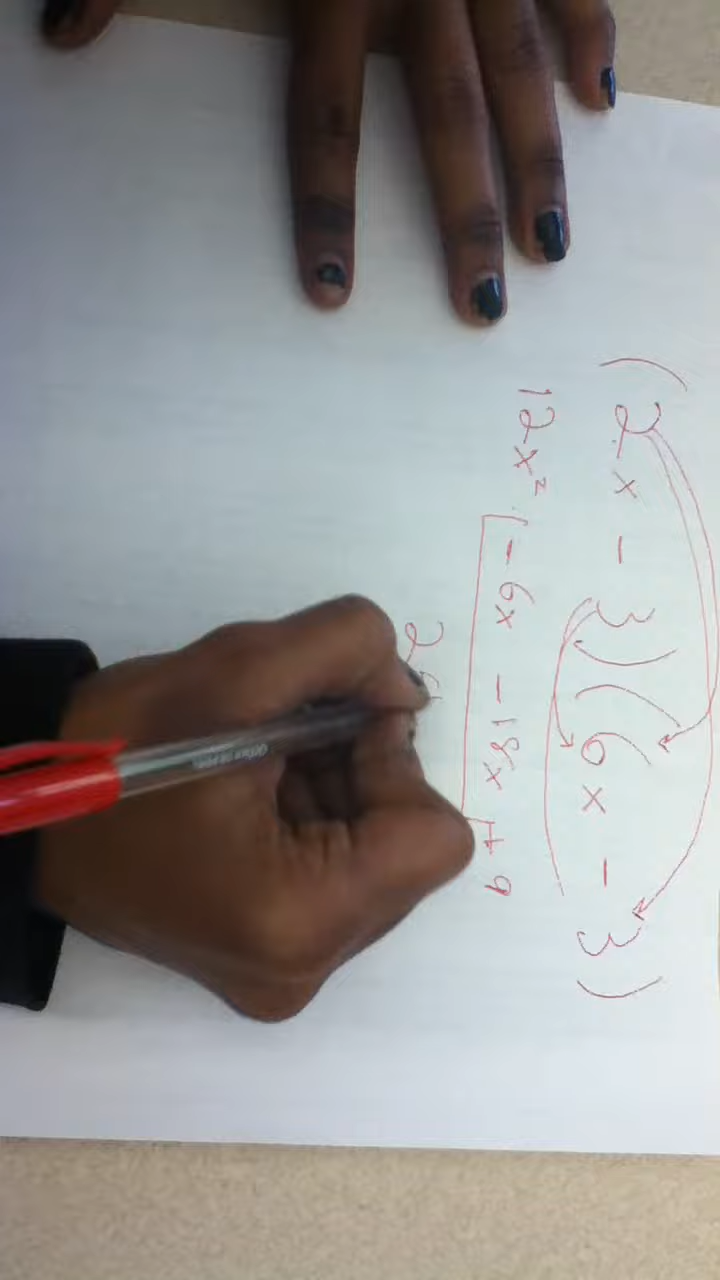 (2x - 3)(6x - 3)
12x² - 6x - 18x + 9